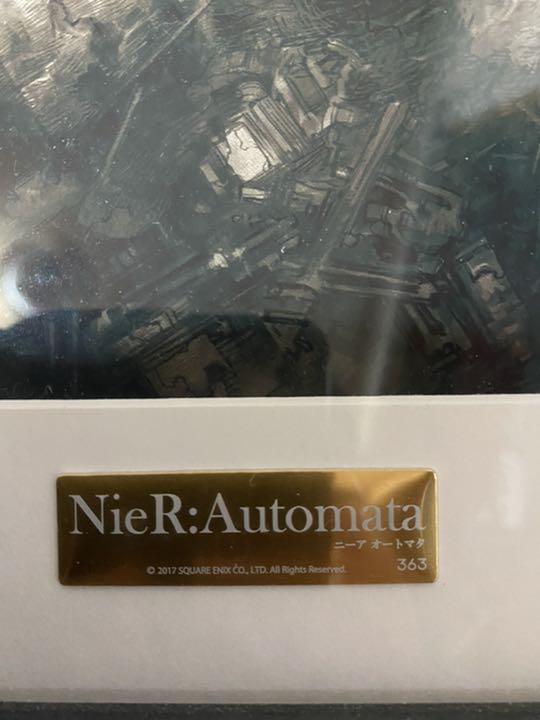 NieR:Automata
ニーア オートマタ
© 2017 SQUARE ENIX CO., LTD. All Rights Reserved.
363